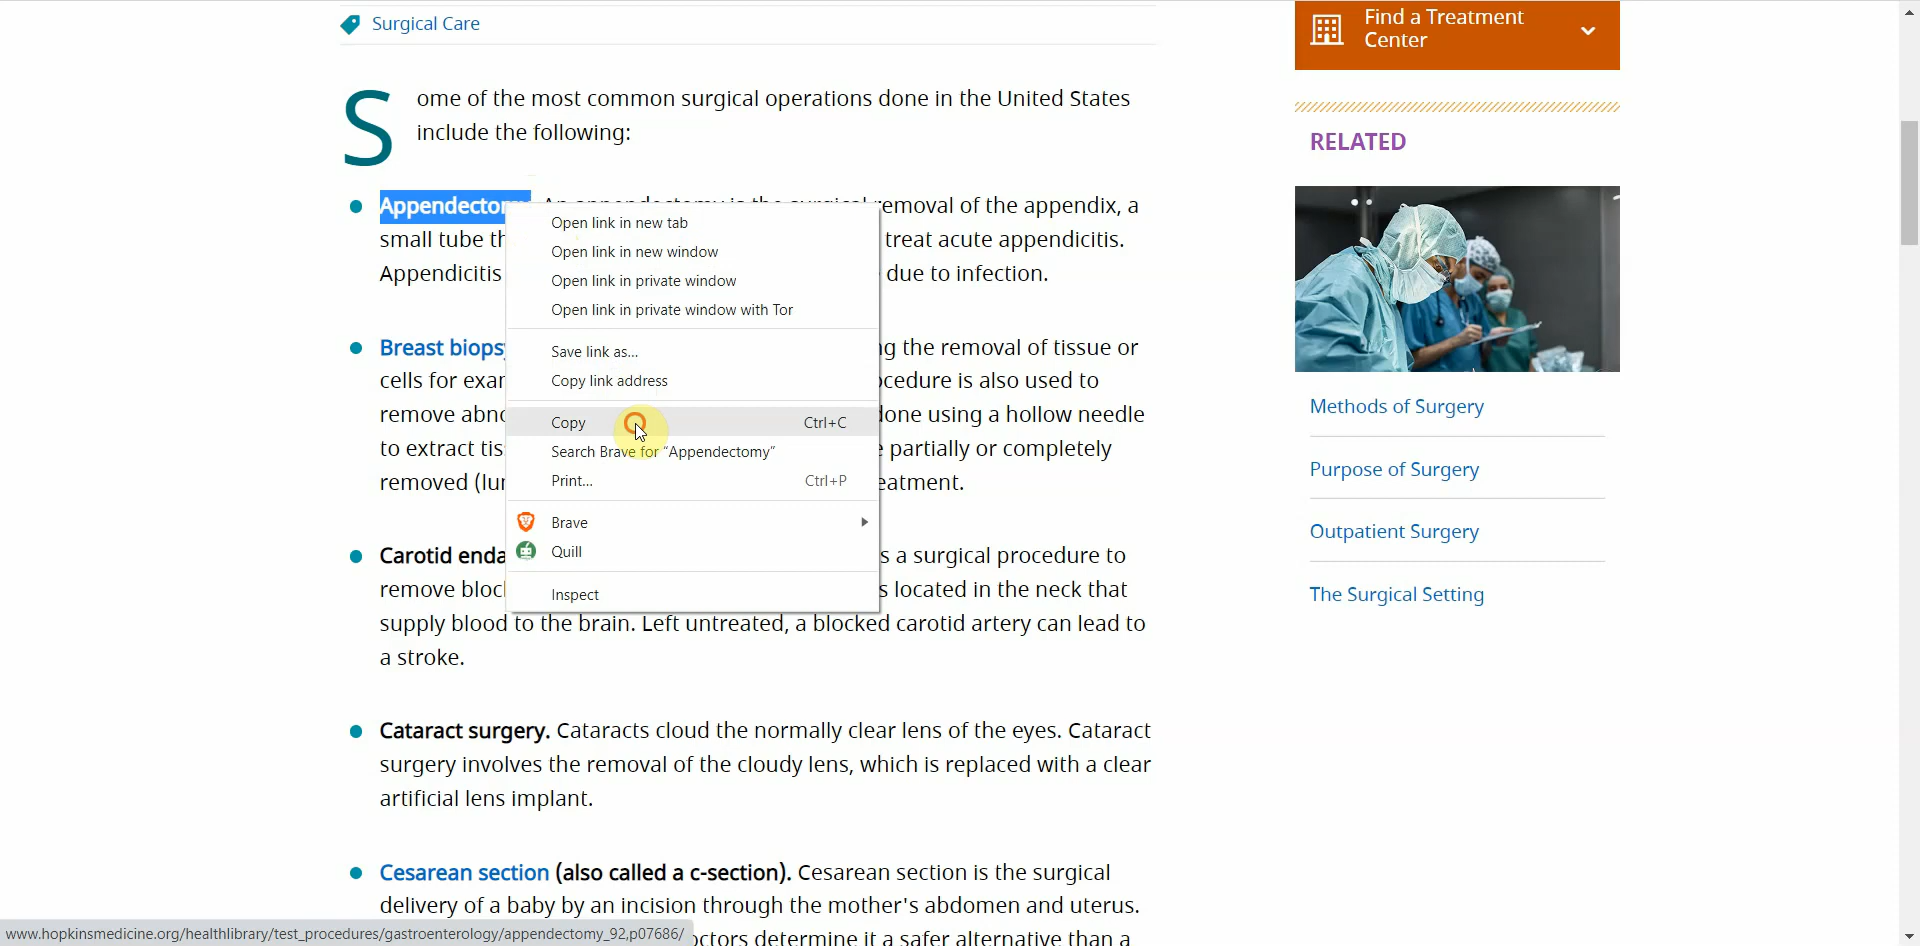 Surgical Care
Some of the most common surgical operations done in the United States
include the following:
Appendectomy. An appendectomy is the surgical removal of the appendix, a
small tube th treat acute appendicitis.
Appendicitis due to infection.
Breast biopsy g the removal of tissue or
cells for exam procedure is also used to
remove abno done using a hollow needle
to extract tiss partially or completely
removed (lum eatment.
Carotid enda s a surgical procedure to
remove bloc s located in the neck that
supply blood to the brain. Left untreated, a blocked carotid artery can lead to
a stroke.
Cataract surgery. Cataracts cloud the normally clear lens of the eyes. Cataract
surgery involves the removal of the cloudy lens, which is replaced with a clear
artificial lens implant.
Cesarean section (also called a c-section). Cesarean section is the surgical
delivery of a baby by an incision through the mother's abdomen and uterus.
octors determine it a safer alternative than a
Open link in new tab
Open link in new window
Open link in private window
Open link in private window with Tor
Save link as...
Copy link address
Copy Ctrl+C
Search Brave for "Appendectomy"
Print... Ctrl+P
Brave
Quill
Inspect
Find a Treatment
Center
RELATED
Methods of Surgery
Purpose of Surgery
Outpatient Surgery
The Surgical Setting
www.hopkinsmedicine.org/healthlibrary/test_procedures/gastroenterology/appendectomy_92,p07686/